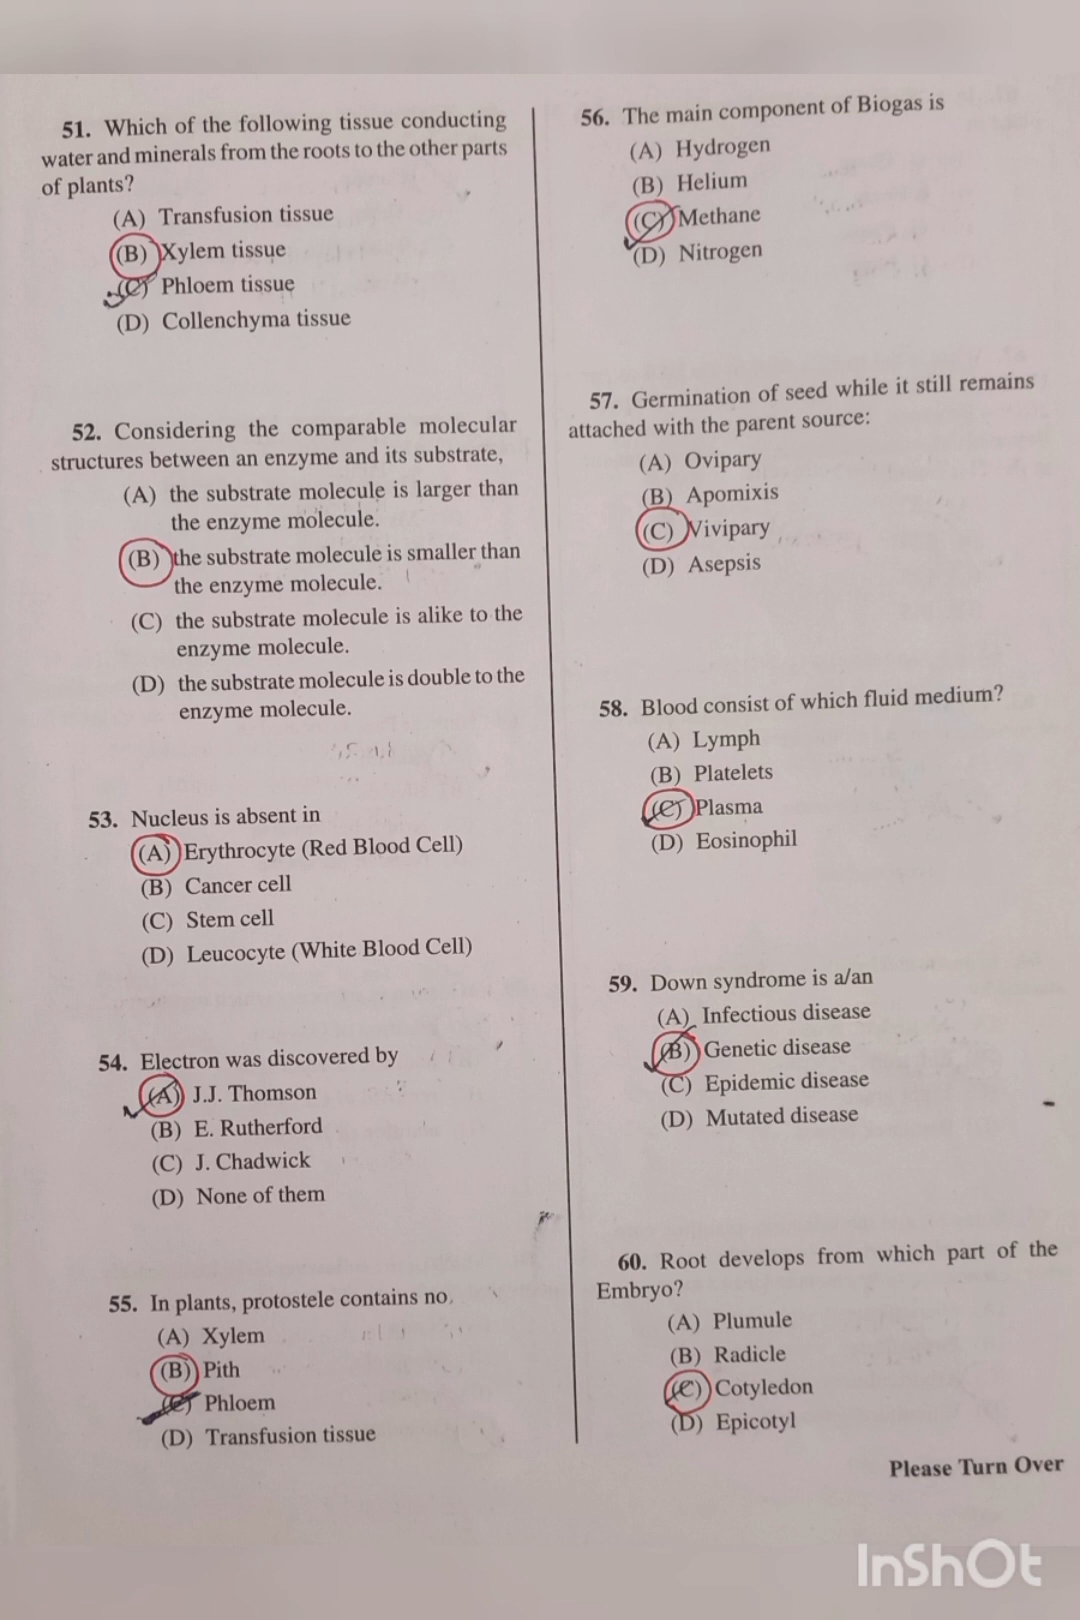 51. Which of the following tissue conducting
water and minerals from the roots to the other parts
of plants?
(A) Transfusion tissue
(B) Xylem tissue
(C) Phloem tissue
(D) Collenchyma tissue
52. Considering the comparable molecular
structures between an enzyme and its substrate,
(A) the substrate molecule is larger than
the enzyme molecule.
(B) the substrate molecule is smaller than
the enzyme molecule.
(C) the substrate molecule is alike to the
enzyme molecule.
(D) the substrate molecule is double to the
enzyme molecule.
53. Nucleus is absent in
(A) Erythrocyte (Red Blood Cell)
(B) Cancer cell
(C) Stem cell
(D) Leucocyte (White Blood Cell)
54. Electron was discovered by
(A) J.J. Thomson
(B) E. Rutherford
(C) J. Chadwick
(D) None of them
55. In plants, protostele contains no.
(A) Xylem
(B) Pith
(C) Phloem
(D) Transfusion tissue
56. The main component of Biogas is
(A) Hydrogen
(B) Helium
(C) Methane
(D) Nitrogen
57. Germination of seed while it still remains
attached with the parent source:
(A) Ovipary
(B) Apomixis
(C) Vivipary
(D) Asepsis
58. Blood consist of which fluid medium?
(A) Lymph
(B) Platelets
(C) Plasma
(D) Eosinophil
59. Down syndrome is a/an
(A) Infectious disease
(B) Genetic disease
(C) Epidemic disease
(D) Mutated disease
60. Root develops from which part of the
Embryo?
(A) Plumule
(B) Radicle
(C) Cotyledon
(D) Epicotyl
Please Turn Over
InShOt